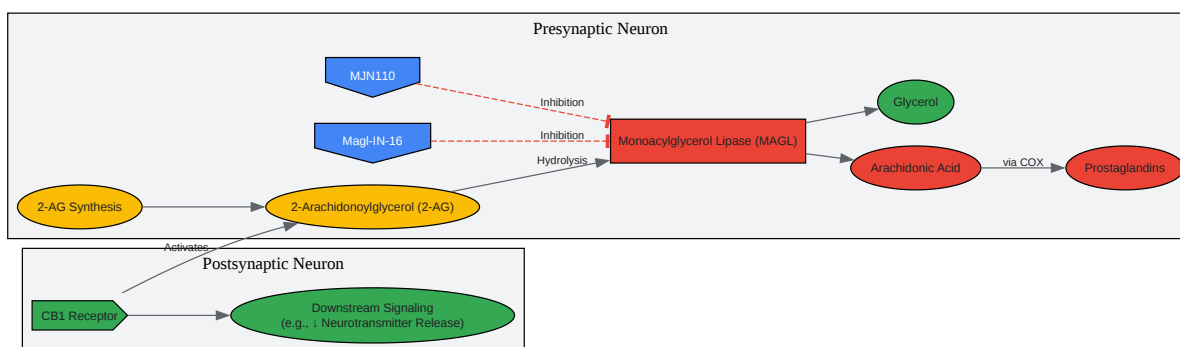 Presynaptic Neuron
MJN110
Inhibition
Magl-IN-16
Inhibition
Hydrolysis
Monoacylglycerol Lipase (MAGL)
Glycerol
Arachidonic Acid
via COX
Prostaglandins
2-AG Synthesis
2-Arachidonoylglycerol (2-AG)
Activates
Postsynaptic Neuron
CB1 Receptor
Downstream Signaling
(e.g., ↓ Neurotransmitter Release)